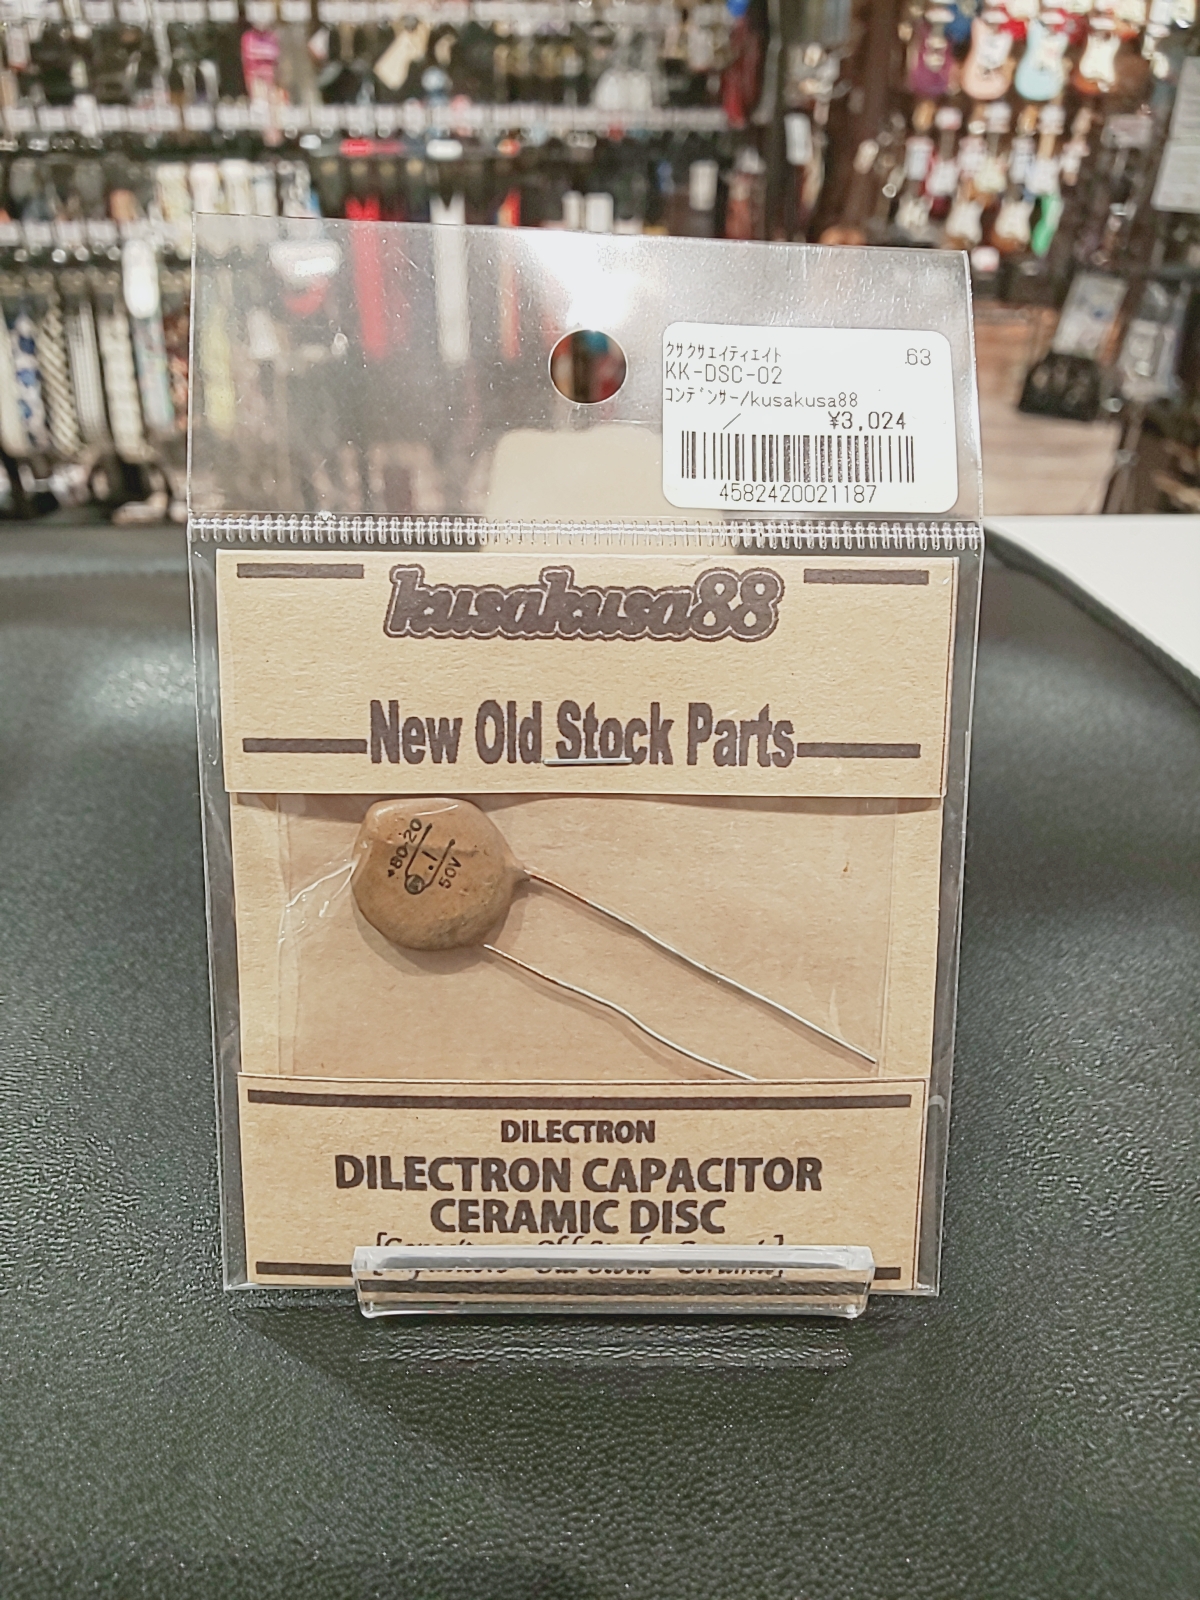 クサクサエイティエイト .63
KK-DSC-02
コンデンサー/kusakusa88
¥3,024
4582420021187
kusakusa88
New Old Stock Parts
+80-20
.1
50V
DILECTRON
DILECTRON CAPACITOR
CERAMIC DISC